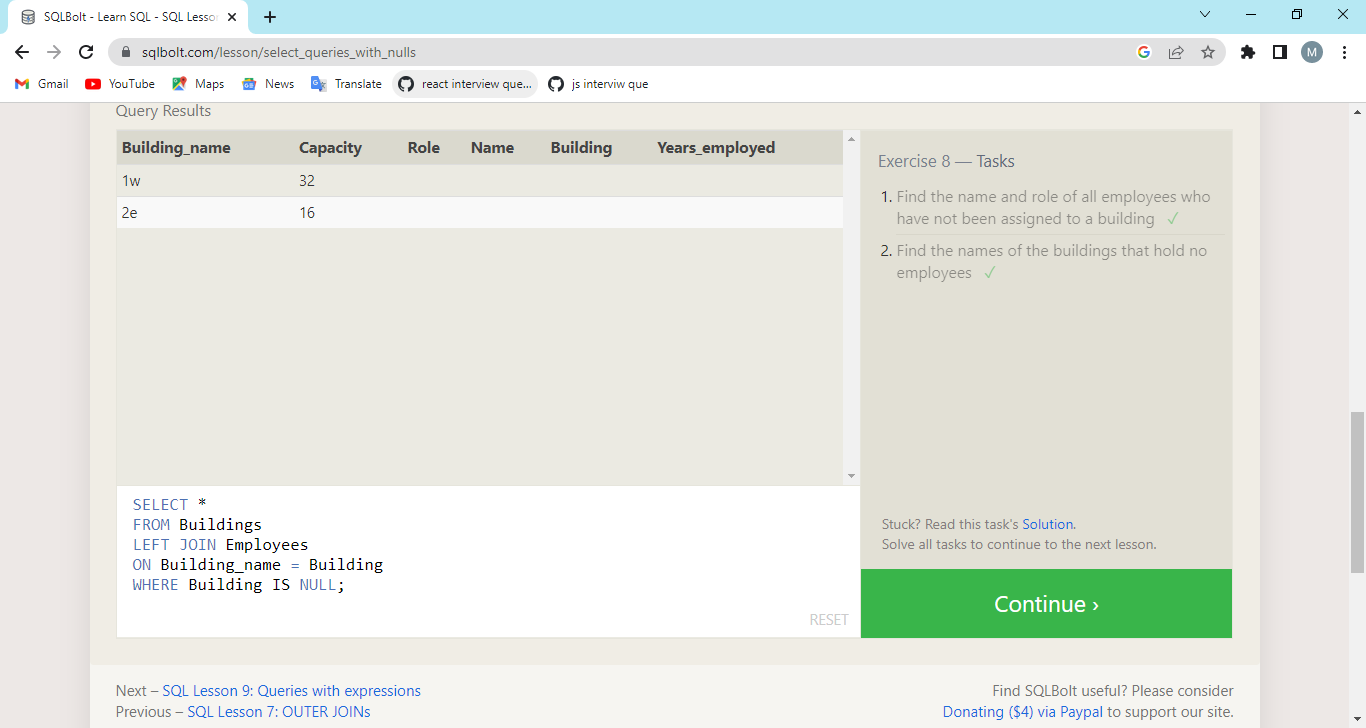 SQLBolt - Learn SQL - SQL Lesson
sqlbolt.com/lesson/select_queries_with_nulls
M
Gmail YouTube Maps News Translate react interview que... js interviw que
Query Results
Building_name Capacity Role Name Building Years_employed
1w 32
2e 16
Exercise 8 — Tasks
1. Find the name and role of all employees who
have not been assigned to a building ✓
2. Find the names of the buildings that hold no
employees ✓
Stuck? Read this task's Solution.
Solve all tasks to continue to the next lesson.
Continue ›
SELECT *
FROM Buildings
LEFT JOIN Employees
ON Building_name = Building
WHERE Building IS NULL;
RESET
Next – SQL Lesson 9: Queries with expressions
Previous – SQL Lesson 7: OUTER JOINs
Find SQLBolt useful? Please consider
Donating ($4) via Paypal to support our site.